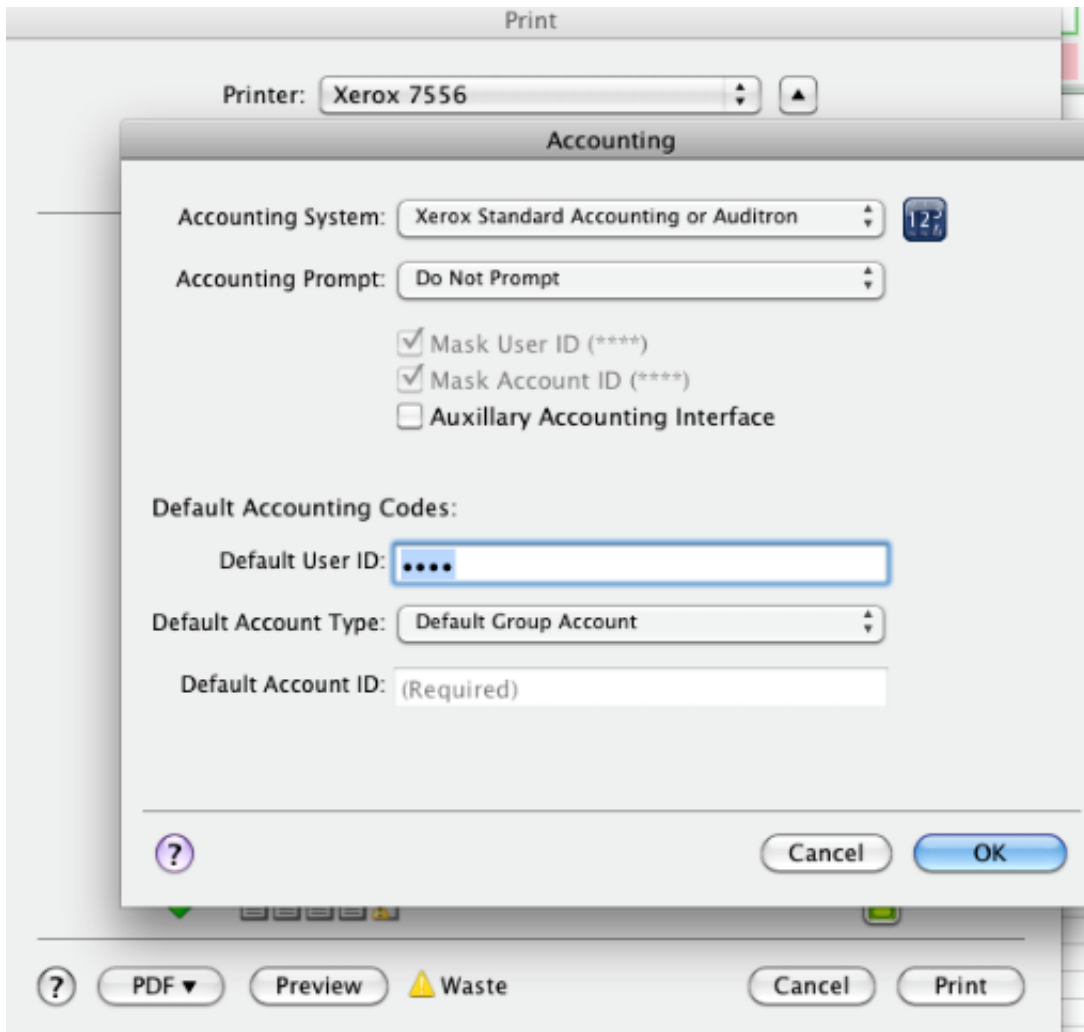 Print
Printer: Xerox 7556
Accounting
Accounting System: Xerox Standard Accounting or Auditron
Accounting Prompt: Do Not Prompt
Mask User ID (****)
Mask Account ID (****)
Auxillary Accounting Interface
Default Accounting Codes:
Default User ID: ••••
Default Account Type: Default Group Account
Default Account ID: (Required)
? Cancel OK
? PDF ▼ Preview Waste Cancel Print